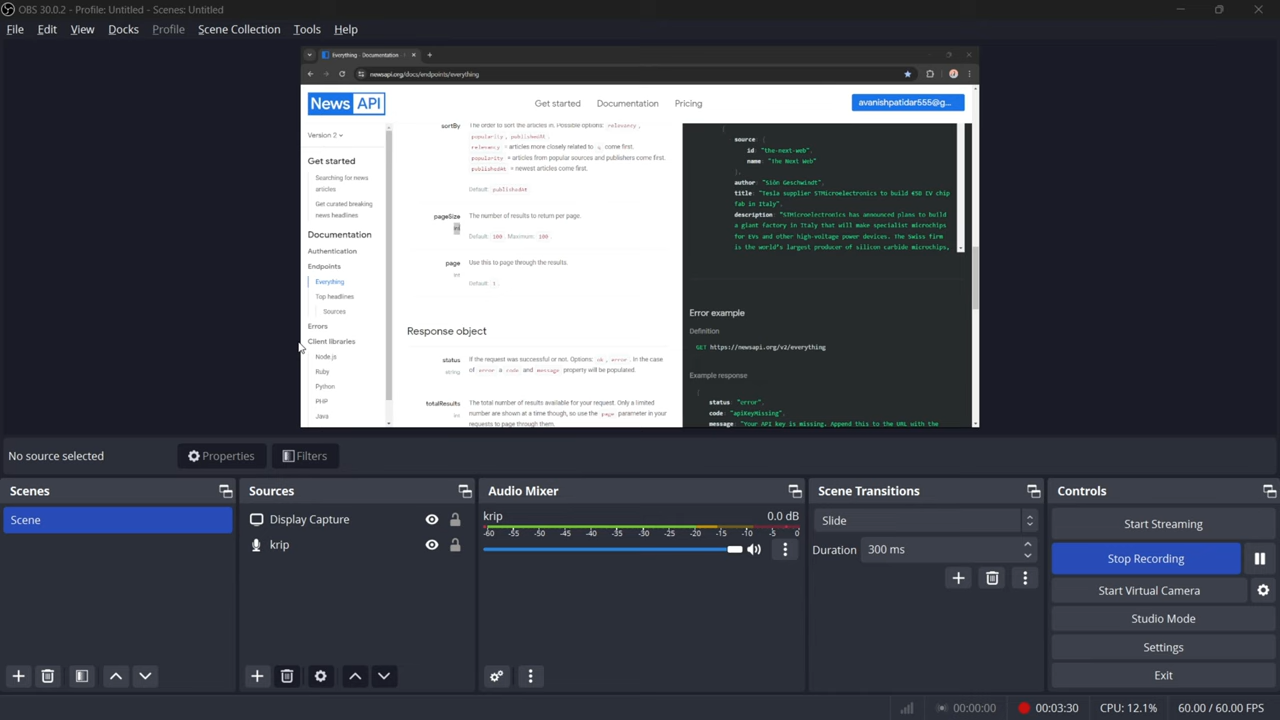 OBS 30.0.2 - Profile: Untitled - Scenes: Untitled
File Edit View Docks Profile Scene Collection Tools Help
Everything - Documentation
newsapi.org/docs/endpoints/everything
News API
Get started Documentation Pricing
avanishpatidar555@g...
Version 2
Get started
Searching for news
articles
Get curated breaking
news headlines
Documentation
Authentication
Endpoints
Everything
Top headlines
Sources
Errors
Client libraries
Node.js
Ruby
Python
PHP
Java
sortBy
The order to sort the articles in. Possible options: relevancy,
popularity, publishedAt.
relevancy = articles more closely related to q come first.
popularity = articles from popular sources and publishers come first.
publishedAt = newest articles come first.
Default: publishedAt
pageSize
int
The number of results to return per page.
Default: 100. Maximum: 100
page
int
Use this to page through the results.
Default: 1
Response object
status
string
If the request was successful or not. Options: ok, error. In the case
of error a code and message property will be populated.
totalResults
int
The total number of results available for your request. Only a limited
number are shown at a time though, so use the page parameter in your
requests to page through them.
source: {
id: "the-next-web",
name: "The Next Web"
},
author: "Siôn Geschwindt",
title: "Tesla supplier STMicroelectronics to build €5B EV chip
fab in Italy",
description: "STMicroelectronics has announced plans to build
a giant factory in Italy that will make specialist microchips
for EVs and other high-voltage power devices. The Swiss firm
is the world's largest producer of silicon carbide microchips,
Error example
Definition
GET https://newsapi.org/v2/everything
Example response
{
status: "error",
code: "apiKeyMissing",
message: "Your API key is missing. Append this to the URL with the
No source selected
Properties
Filters
Scenes
Scene
Sources
Display Capture
krip
Audio Mixer
krip 0.0 dB
-60 -55 -50 -45 -40 -35 -30 -25 -20 -15 -10 -5 0
Scene Transitions
Slide
Duration 300 ms
Controls
Start Streaming
Stop Recording
Start Virtual Camera
Studio Mode
Settings
Exit
00:00:00 00:03:30 CPU: 12.1% 60.00 / 60.00 FPS